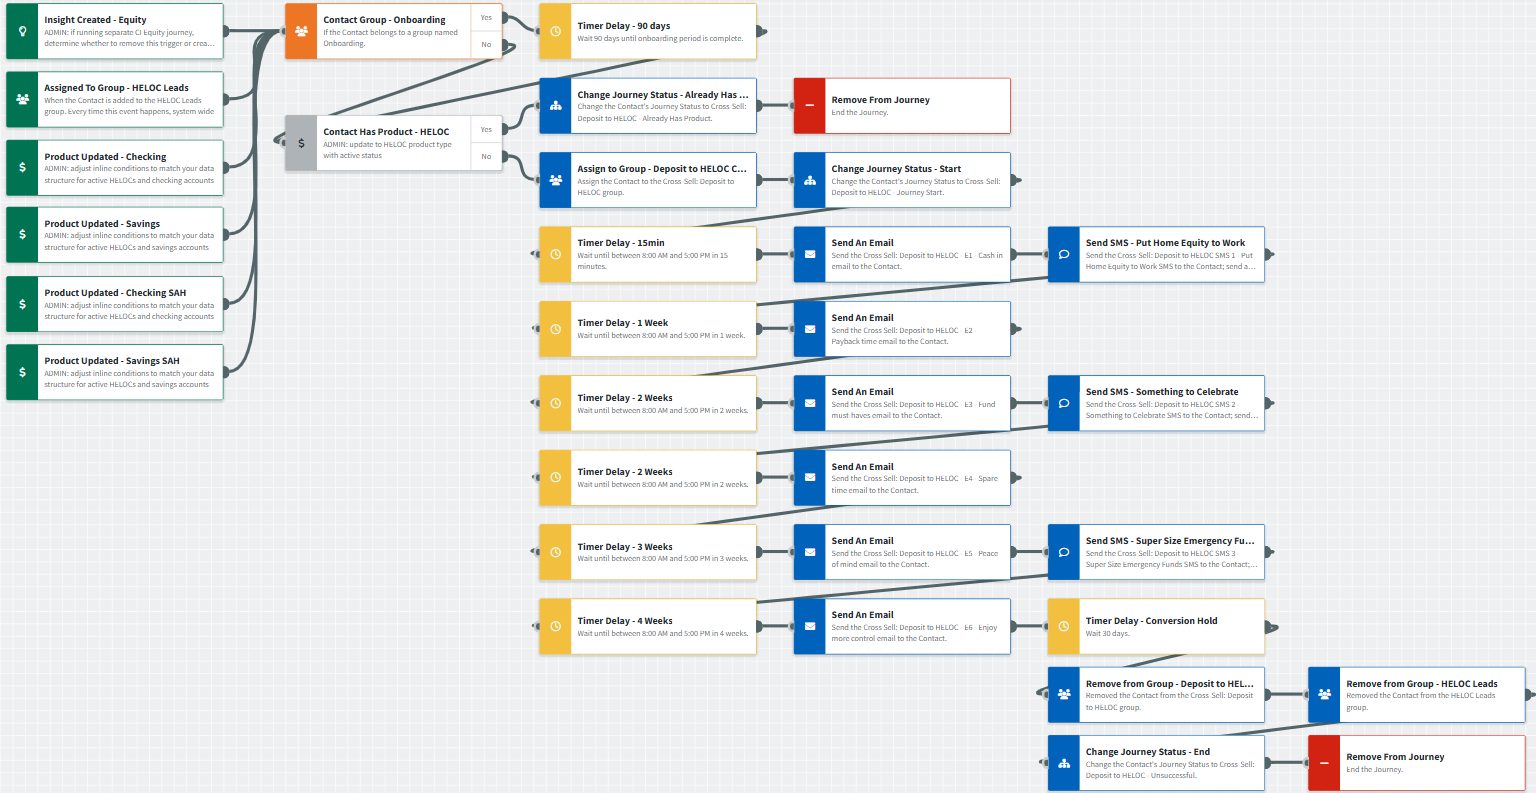 Insight Created - Equity
ADMIN: if running separate CI Equity journey,
determine whether to remove this trigger or crea...
Contact Group - Onboarding
If the Contact belongs to a group named
Onboarding.
Yes
No
Timer Delay - 90 days
Wait 90 days until onboarding period is complete.
Assigned To Group - HELOC Leads
When the Contact is added to the HELOC Leads
group. Every time this event happens, system wide
Contact Has Product - HELOC
ADMIN: update to HELOC product type
with active status
Yes
No
Change Journey Status - Already Has ...
Change the Contact's Journey Status to Cross-Sell:
Deposit to HELOC - Already Has Product.
Remove From Journey
End the Journey.
Product Updated - Checking
ADMIN: adjust inline conditions to match your data
structure for active HELOCs and checking accounts
Assign to Group - Deposit to HELOC C...
Assign the Contact to the Cross-Sell: Deposit to
HELOC group.
Change Journey Status - Start
Change the Contact's Journey Status to Cross-Sell:
Deposit to HELOC - Journey Start.
Product Updated - Savings
ADMIN: adjust inline conditions to match your data
structure for active HELOCs and savings accounts
Timer Delay - 15min
Wait until between 8:00 AM and 5:00 PM in 15
minutes.
Send An Email
Send the Cross-Sell: Deposit to HELOC - E1 - Cash in
email to the Contact.
Send SMS - Put Home Equity to Work
Send the Cross-Sell: Deposit to HELOC SMS 1 - Put
Home Equity to Work SMS to the Contact; send a...
Product Updated - Checking SAH
ADMIN: adjust inline conditions to match your data
structure for active HELOCs and checking accounts
Timer Delay - 1 Week
Wait until between 8:00 AM and 5:00 PM in 1 week.
Send An Email
Send the Cross-Sell: Deposit to HELOC - E2 -
Payback time email to the Contact.
Product Updated - Savings SAH
ADMIN: adjust inline conditions to match your data
structure for active HELOCs and savings accounts
Timer Delay - 2 Weeks
Wait until between 8:00 AM and 5:00 PM in 2 weeks.
Send An Email
Send the Cross-Sell: Deposit to HELOC - E3 - Fund
must haves email to the Contact.
Send SMS - Something to Celebrate
Send the Cross-Sell: Deposit to HELOC SMS 2 -
Something to Celebrate SMS to the Contact; send...
Timer Delay - 2 Weeks
Wait until between 8:00 AM and 5:00 PM in 2 weeks.
Send An Email
Send the Cross-Sell: Deposit to HELOC - E4 - Spare
time email to the Contact.
Timer Delay - 3 Weeks
Wait until between 8:00 AM and 5:00 PM in 3 weeks.
Send An Email
Send the Cross-Sell: Deposit to HELOC - E5 - Peace
of mind email to the Contact.
Send SMS - Super Size Emergency Fu...
Send the Cross-Sell: Deposit to HELOC SMS 3 -
Super Size Emergency Funds SMS to the Contact;...
Timer Delay - 4 Weeks
Wait until between 8:00 AM and 5:00 PM in 4 weeks.
Send An Email
Send the Cross-Sell: Deposit to HELOC - E6 - Enjoy
more control email to the Contact.
Timer Delay - Conversion Hold
Wait 30 days.
Remove from Group - Deposit to HEL...
Removed the Contact from the Cross-Sell: Deposit
to HELOC group.
Remove from Group - HELOC Leads
Removed the Contact from the HELOC Leads
group.
Change Journey Status - End
Change the Contact's Journey Status to Cross-Sell:
Deposit to HELOC - Unsuccessful.
Remove From Journey
End the Journey.